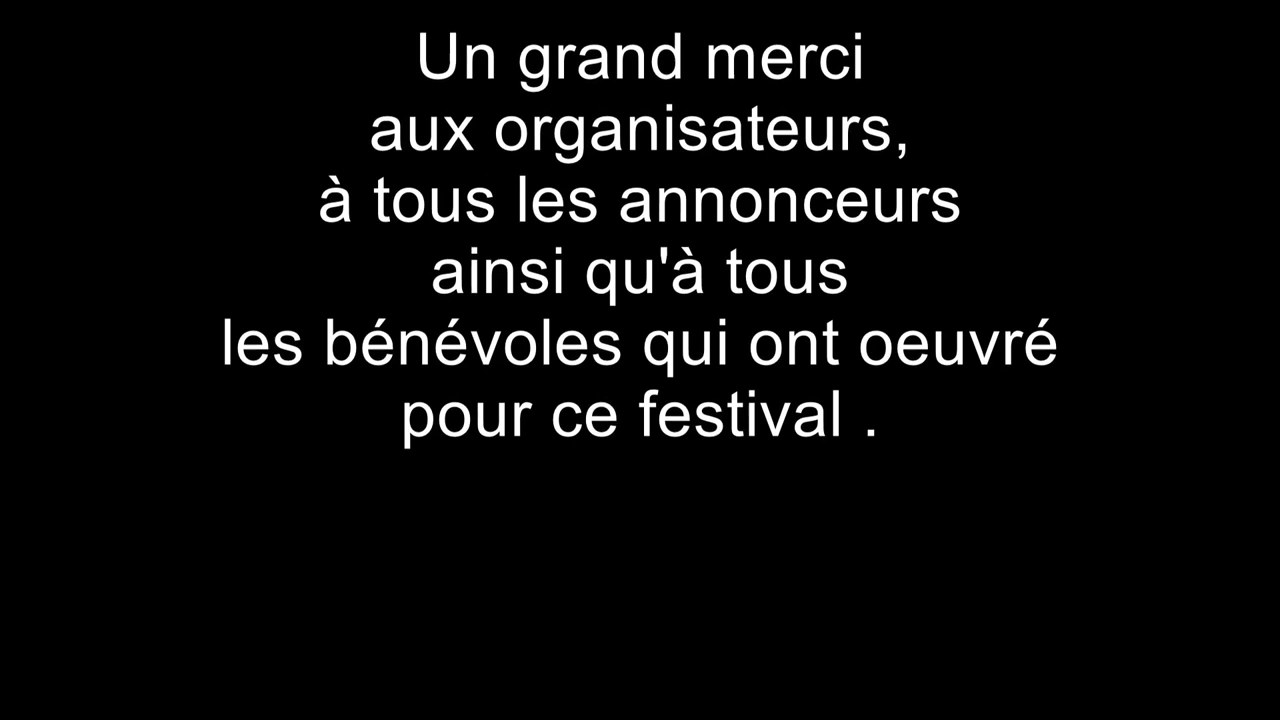 Un grand merci
aux organisateurs,
à tous les annonceurs
ainsi qu'à tous
les bénévoles qui ont oeuvré
pour ce festival .